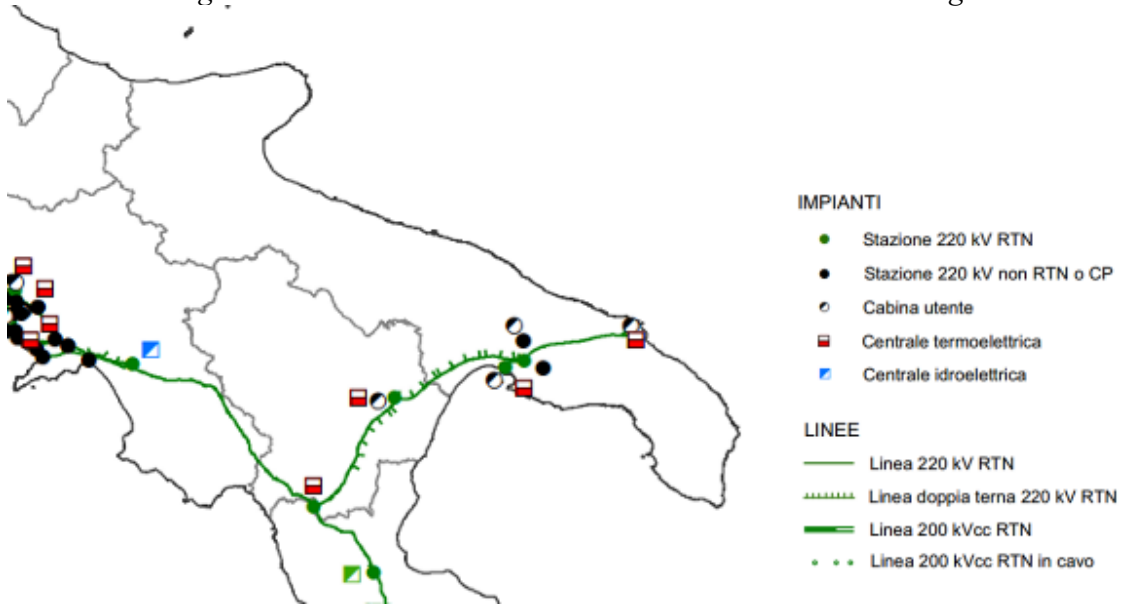 IMPIANTI
Stazione 220 kV RTN
Stazione 220 kV non RTN o CP
Cabina utente
Centrale termoelettrica
Centrale idroelettrica
LINEE
Linea 220 kV RTN
Linea doppia terna 220 kV RTN
Linea 200 kVcc RTN
Linea 200 kVcc RTN in cavo